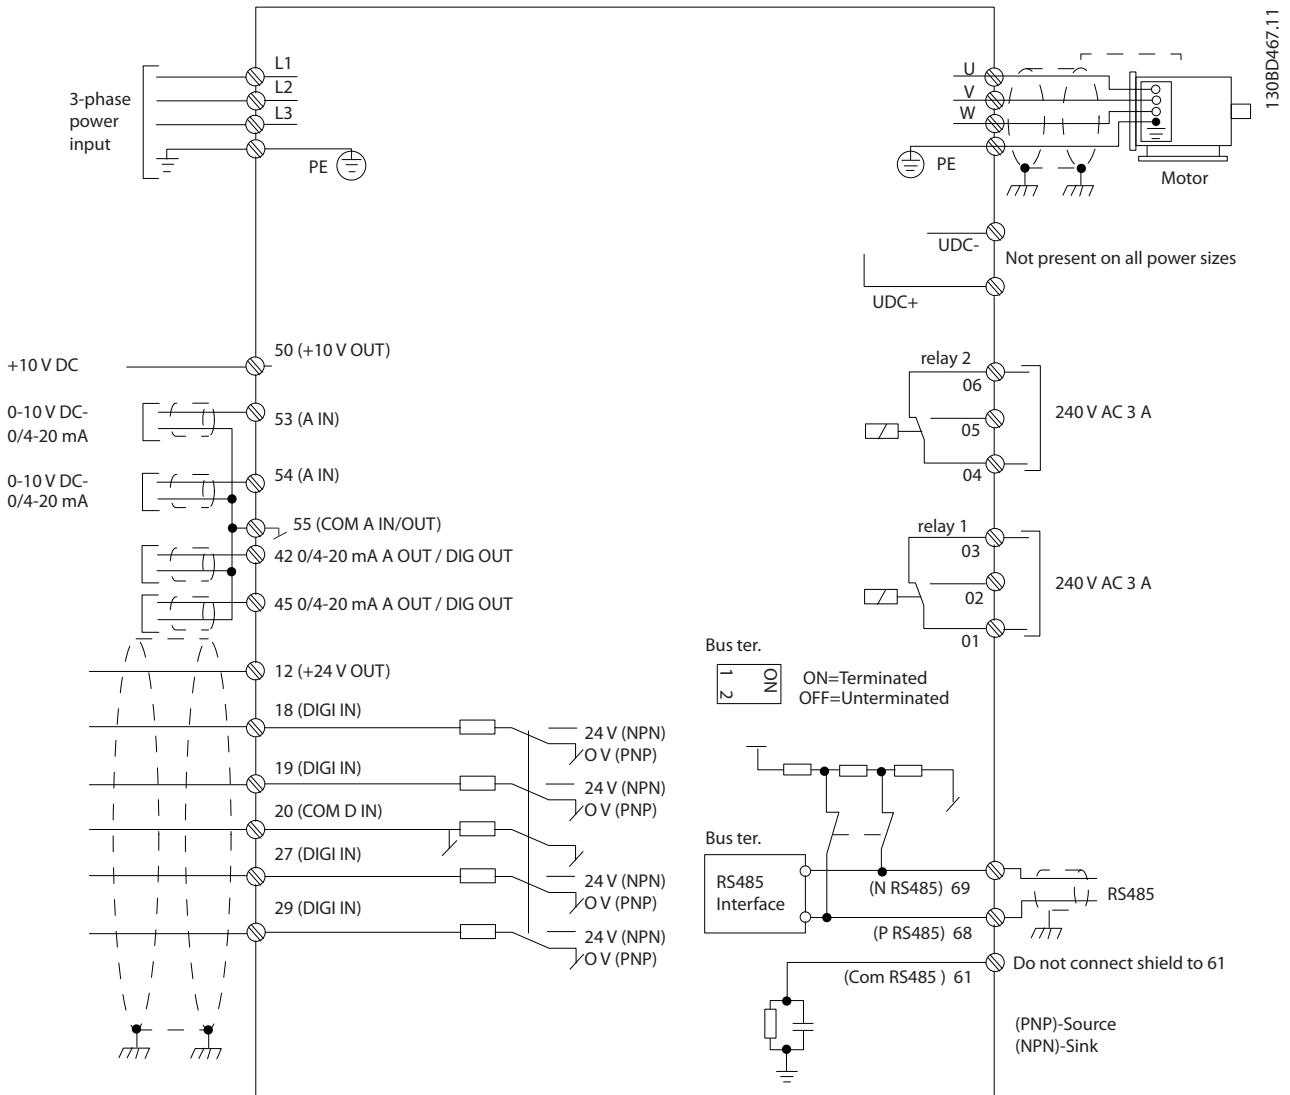 130BD467.11
3-phase
power
input
L1
L2
L3
PE
U
V
W
PE
Motor
UDC-
Not present on all power sizes
UDC+
+10 V DC
50 (+10 V OUT)
0-10 V DC-
0/4-20 mA
53 (A IN)
0-10 V DC-
0/4-20 mA
54 (A IN)
55 (COM A IN/OUT)
42 0/4-20 mA A OUT / DIG OUT
45 0/4-20 mA A OUT / DIG OUT
12 (+24 V OUT)
18 (DIGI IN)
24 V (NPN)
O V (PNP)
19 (DIGI IN)
24 V (NPN)
O V (PNP)
20 (COM D IN)
27 (DIGI IN)
24 V (NPN)
O V (PNP)
29 (DIGI IN)
24 V (NPN)
O V (PNP)
relay 2
06
05
04
240 V AC 3 A
relay 1
03
02
01
240 V AC 3 A
Bus ter.
1
2
ON
ON=Terminated
OFF=Unterminated
Bus ter.
RS485
Interface
(N RS485) 69
RS485
(P RS485) 68
(Com RS485 ) 61
Do not connect shield to 61
(PNP)-Source
(NPN)-Sink